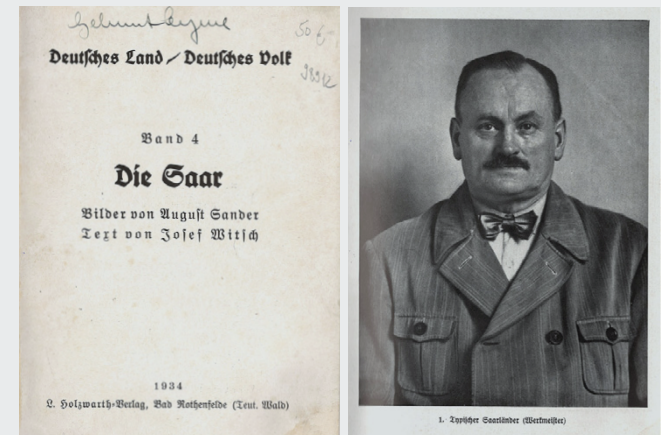 50
Deutsches Land / Deutsches Volk
Band 4
Die Saar
Bilder von August Sander
Text von Josef Witsch
1934
L. Holzwarth-Verlag, Bad Rothenfelde (Teut. Wald)
1. Typischer Saarländer (Werkmeister)